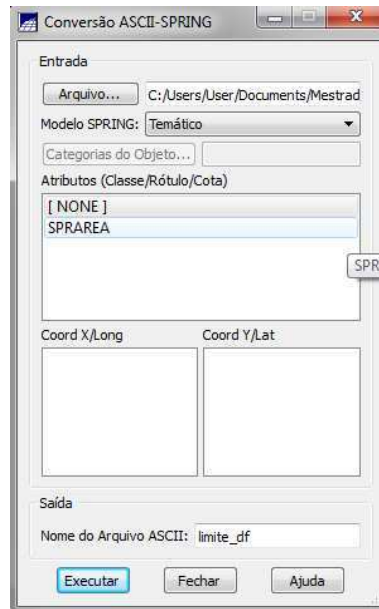 Conversão ASCII-SPRING
Entrada
Arquivo... C:/Users/User/Documents/Mestrad
Modelo SPRING: Temático
Categorias do Objeto...
Atributos (Classe/Rótulo/Cota)
[ NONE ]
SPRAREA
SPR
Coord X/Long Coord Y/Lat
Saída
Nome do Arquivo ASCII: limite_df
Executar Fechar Ajuda